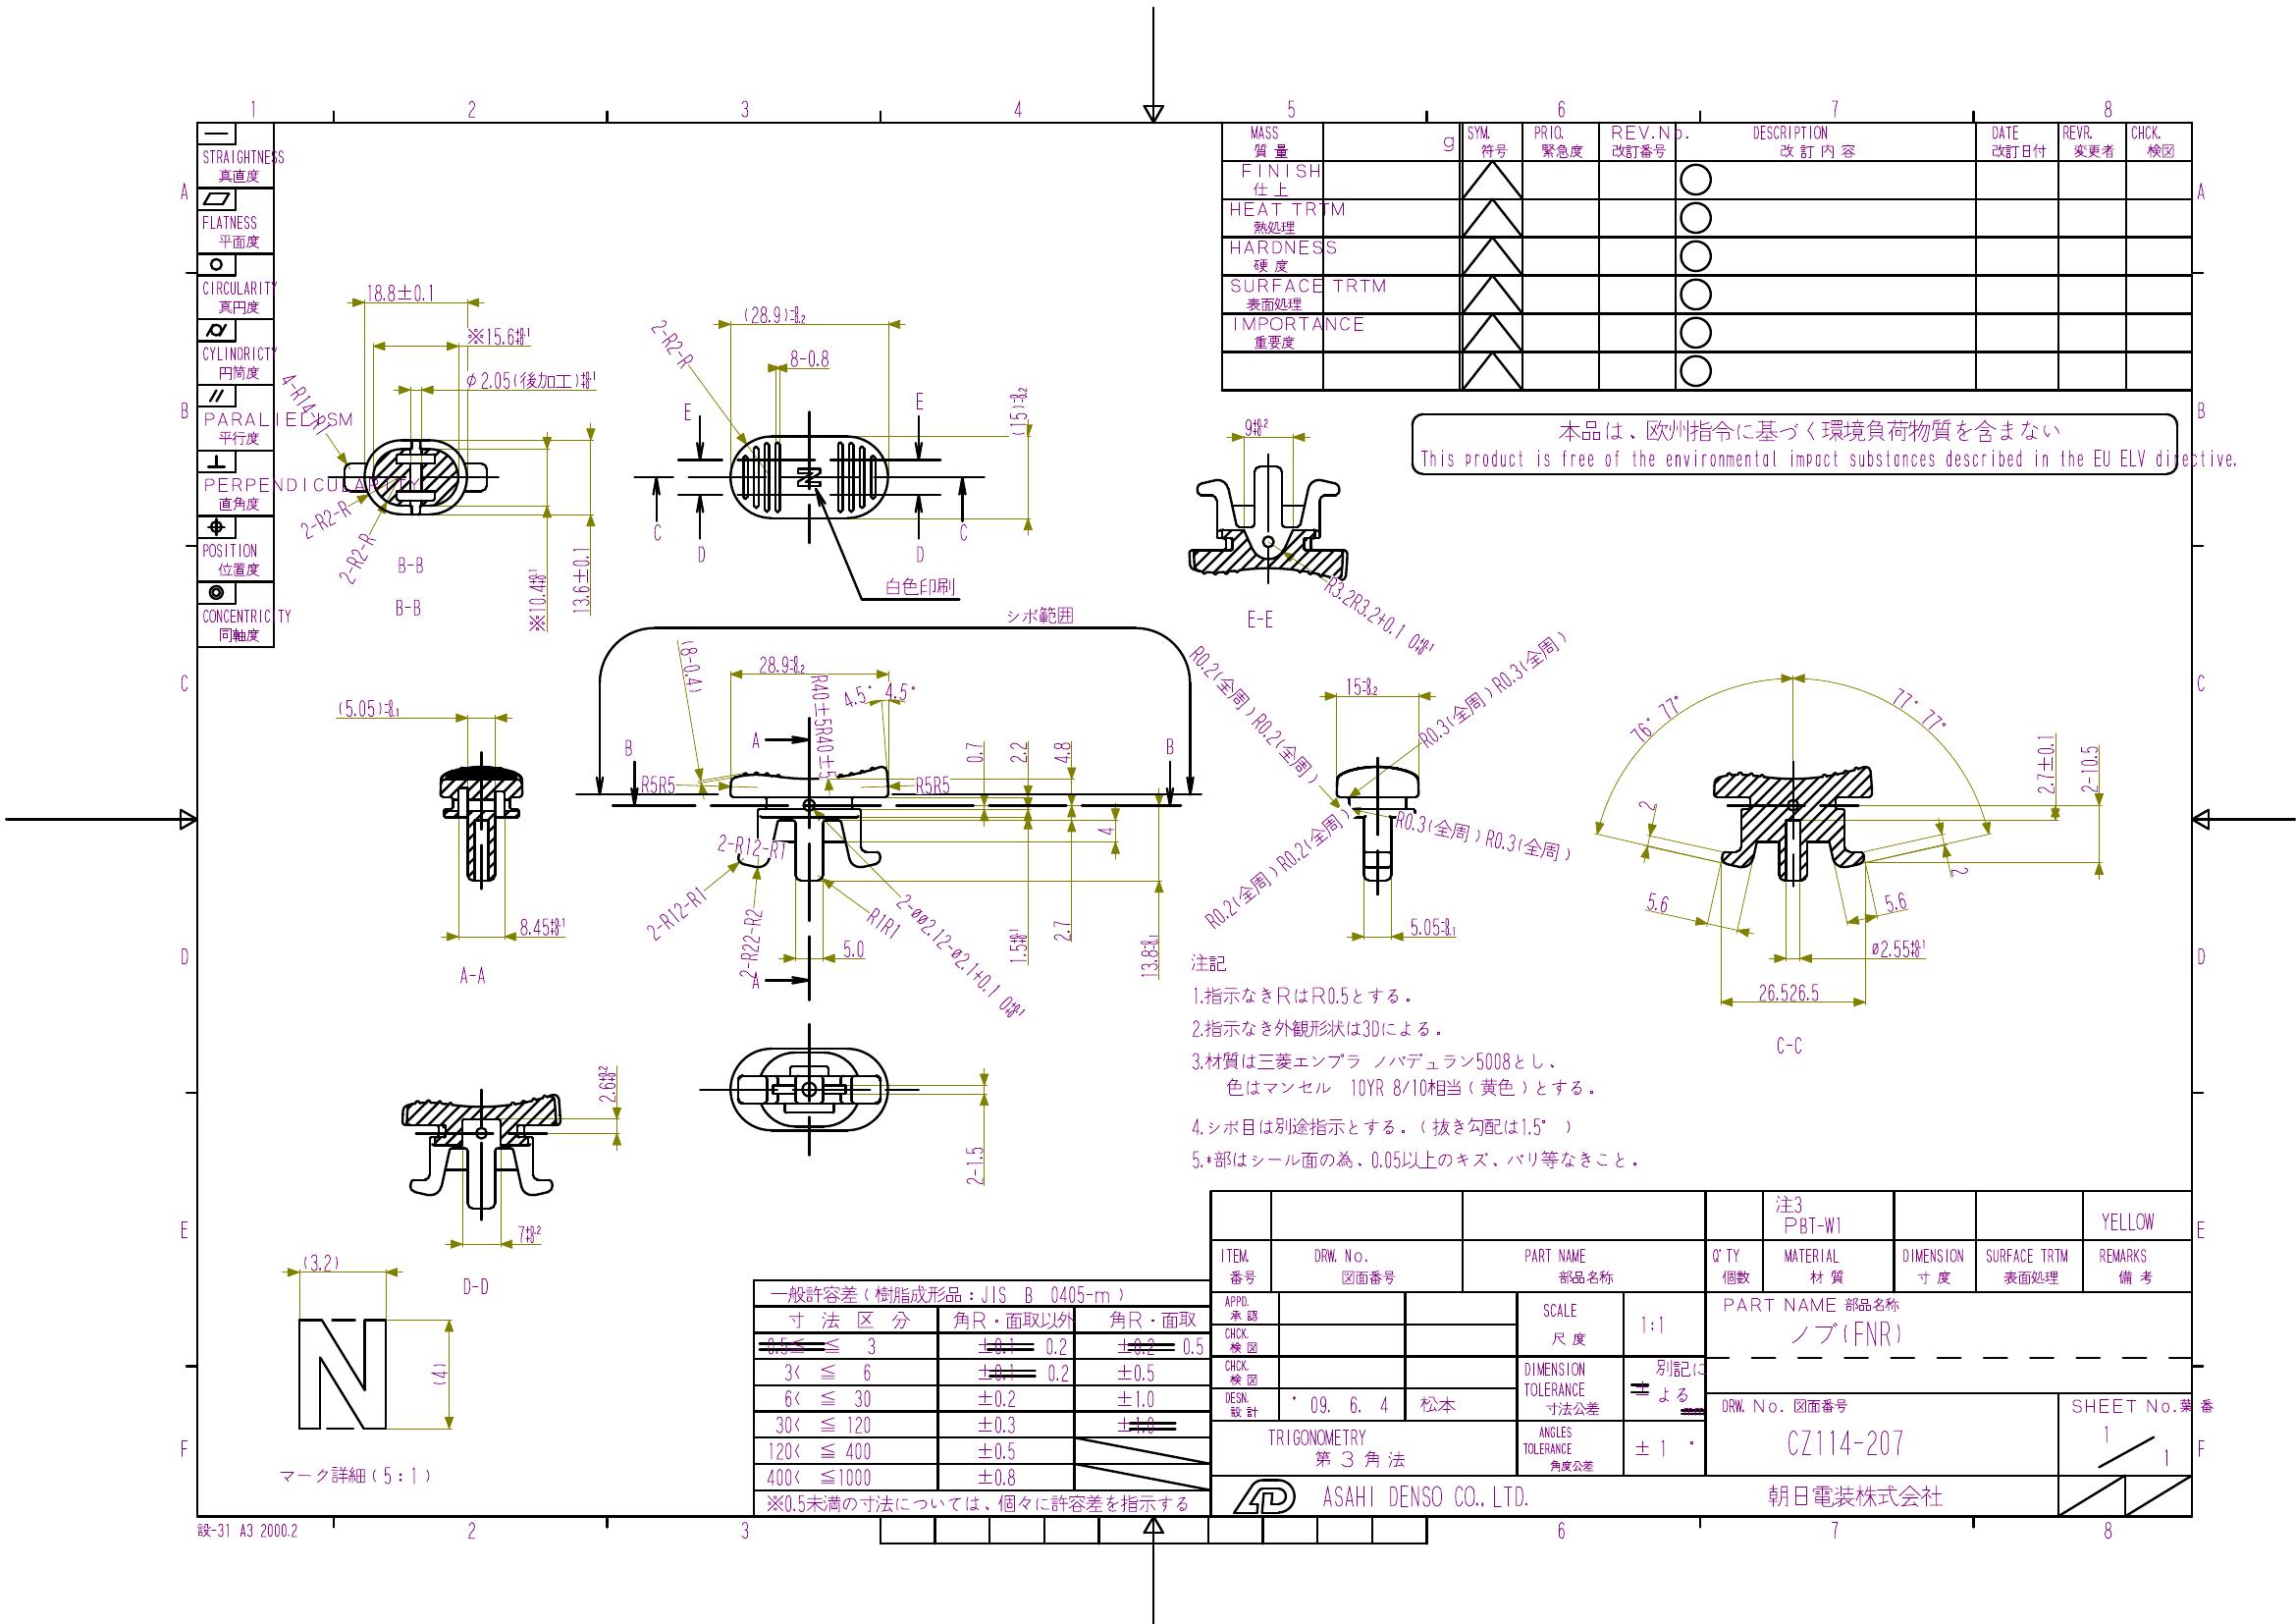 1 2 3 4 5 6 7 8
A
B
C
D
E
F
STRAIGHTNESS
真直度
FLATNESS
平面度
CIRCULARITY
真円度
CYLINDRICTY
円筒度
PARALIELISM
平行度
PERPENDICULARITY
直角度
POSITION
位置度
CONCENTRICITY
同軸度
MASS
質量
g
SYM.
符号
PRIO.
緊急度
REV.No.
改訂番号
DESCRIPTION
改訂内容
DATE
改訂日付
REVR.
変更者
CHCK.
検図
FINISH
仕上
HEAT TRTM
熱処理
HARDNESS
硬度
SURFACE TRTM
表面処理
IMPORTANCE
重要度
本品は、欧州指令に基づく環境負荷物質を含まない
This product is free of the environmental impact substances described in the EU ELV directive.
18.8±0.1
※15.6
φ2.05(後加工)
2-R2-R
2-R2-R
※10.4
13.6±0.1
B-B
B-B
2-R2-R
(28.9)
8-0.8
(15)
E E
C C
D D
白色印刷
9
R3.2R3.2+0.1 0
E-E
シボ範囲
(5.05)
8.45
A-A
(8-0.4)
28.9
R40±5R40±5
4.5° 4.5°
A
B B
R5R5 R5R5
0.7
2.2
4.8
4
2-R12-R1
2-R12-R1
2-R22-R2
R1R1
5.0
2-øø2.12-ø2.1+0.1 0
1.5
2.7
13.8
A
R0.2(全周)R0.2(全周)
15
R0.3(全周)R0.3(全周)
R0.3(全周)R0.3(全周)
R0.2(全周)R0.2(全周)
5.05
76° 77°
77° 77°
2.7±0.1
2-10.5
2
2
5.6
5.6
ø2.55
26.526.5
C-C
注記
1.指示なきRはR0.5とする。
2.指示なき外観形状は3Dによる。
3.材質は三菱エンプラ ノバデュラン5008とし、
色はマンセル 10YR 8/10相当(黄色)とする。
4.シボ目は別途指示とする。(抜き勾配は1.5°)
5.*部はシール面の為、0.05以上のキズ、バリ等なきこと。
2.6
7
D-D
2-1.5
(3.2)
(4)
N
マーク詳細(5:1)
一般許容差(樹脂成形品:JIS B 0405-m)
寸法区分 角R・面取以外 角R・面取
0.5≦ ≦ 3 ±0.1 0.2 ±0.2 0.5
3< ≦ 6 ±0.1 0.2 ±0.5
6< ≦ 30 ±0.2 ±1.0
30< ≦ 120 ±0.3 ±1.0
120< ≦ 400 ±0.5
400< ≦1000 ±0.8
※0.5未満の寸法については、個々に許容差を指示する
注3
PBT-W1
YELLOW
ITEM.
番号
DRW. No.
図面番号
PART NAME
部品名称
Q'TY
個数
MATERIAL
材質
DIMENSION
寸度
SURFACE TRTM
表面処理
REMARKS
備考
APPD.
承認
CHCK.
検図
CHCK.
検図
DESN.
設計
'09. 6. 4 松本
SCALE
尺度
1:1
DIMENSION
TOLERANCE
寸法公差
± 別記に
よる
TRIGONOMETRY
第3角法
ANGLES
TOLERANCE
角度公差
± 1 °
PART NAME 部品名称
ノブ(FNR)
DRW. No. 図面番号
CZ114-207
SHEET No.葉番
1
1
ASAHI DENSO CO., LTD. 朝日電装株式会社
設-31 A3 2000.2
2 3 6 7 8